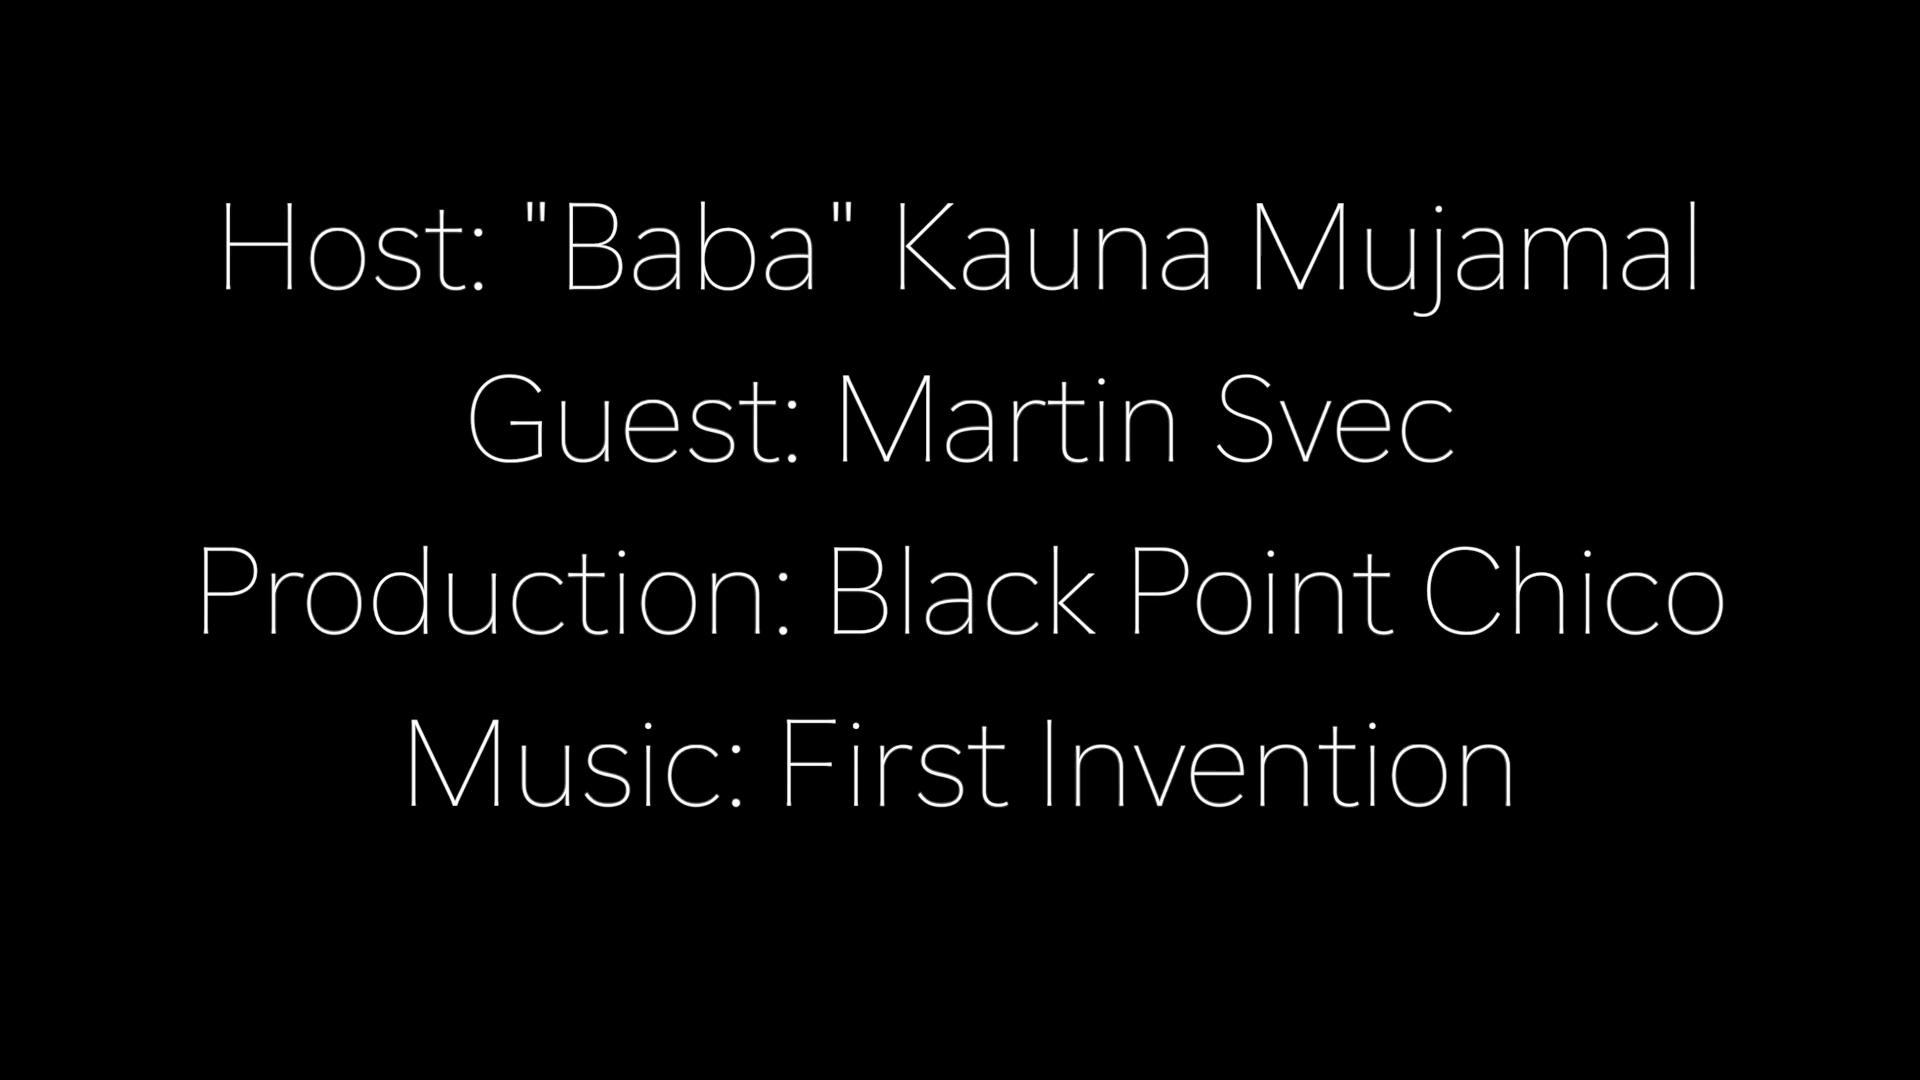 Host: "Baba" Kauna Mujamal
Guest: Martin Svec
Production: Black Point Chico
Music: First Invention